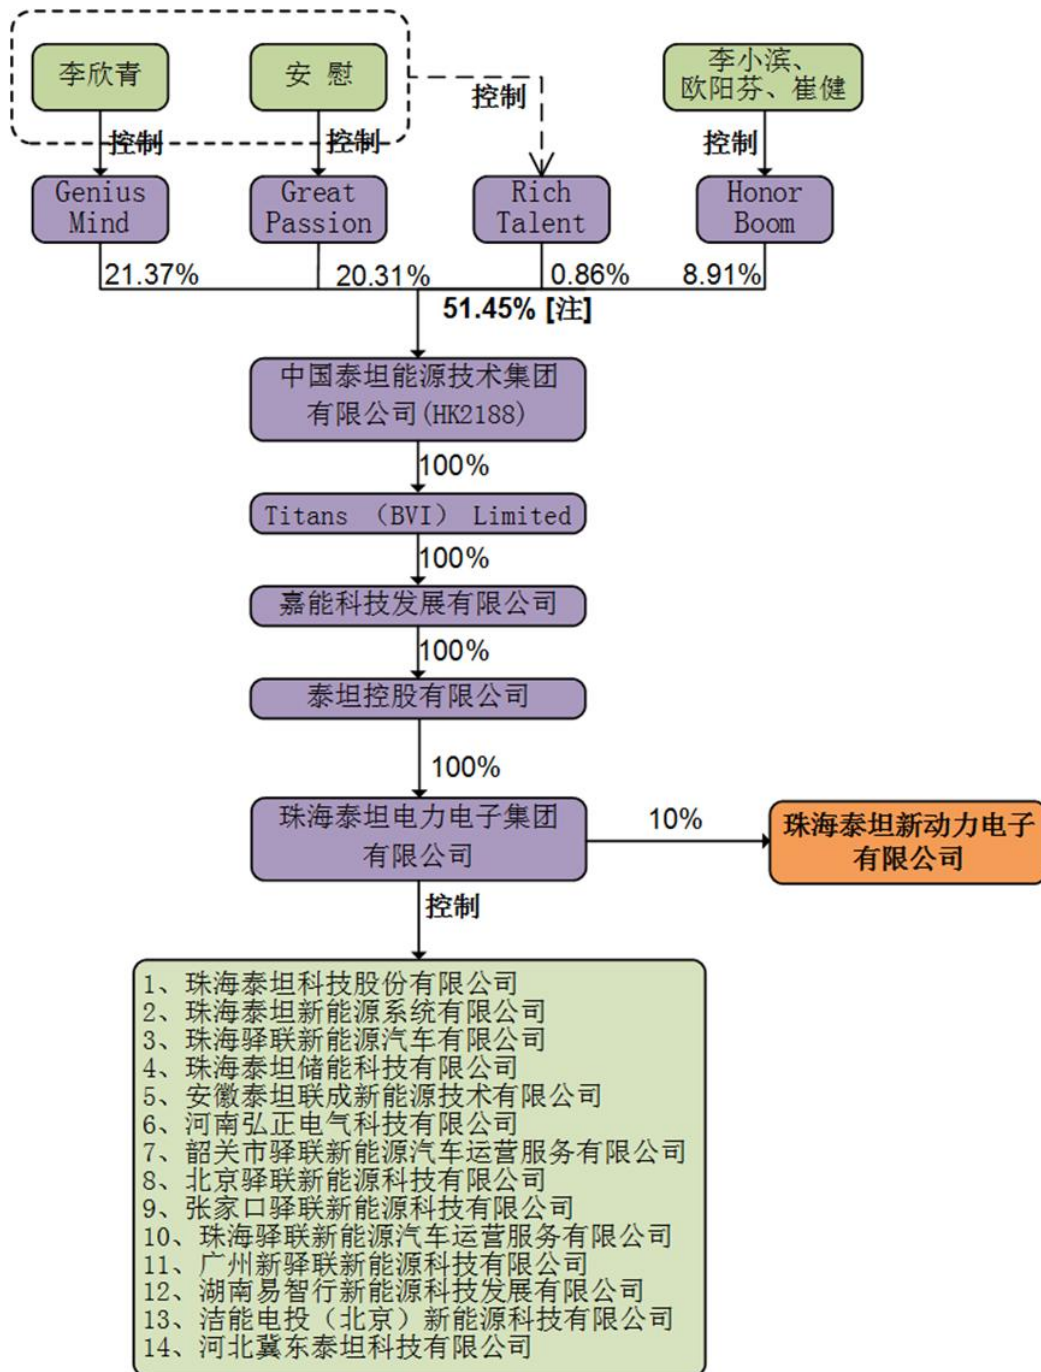 李欣青
安 慰
李小滨、
欧阳芬、崔健
控制
控制
控制
控制
Genius
Mind
Great
Passion
Rich
Talent
Honor
Boom
21.37%
20.31%
0.86%
8.91%
51.45% [注]
中国泰坦能源技术集团
有限公司(HK2188)
100%
Titans （BVI） Limited
100%
嘉能科技发展有限公司
100%
泰坦控股有限公司
100%
珠海泰坦电力电子集团
有限公司
10%
珠海泰坦新动力电子
有限公司
控制
1、珠海泰坦科技股份有限公司
2、珠海泰坦新能源系统有限公司
3、珠海驿联新能源汽车有限公司
4、珠海泰坦储能科技有限公司
5、安徽泰坦联成新能源技术有限公司
6、河南弘正电气科技有限公司
7、韶关市驿联新能源汽车运营服务有限公司
8、北京驿联新能源科技有限公司
9、张家口驿联新能源科技有限公司
10、珠海驿联新能源汽车运营服务有限公司
11、广州新驿联新能源科技有限公司
12、湖南易智行新能源科技发展有限公司
13、洁能电投（北京）新能源科技有限公司
14、河北冀东泰坦科技有限公司